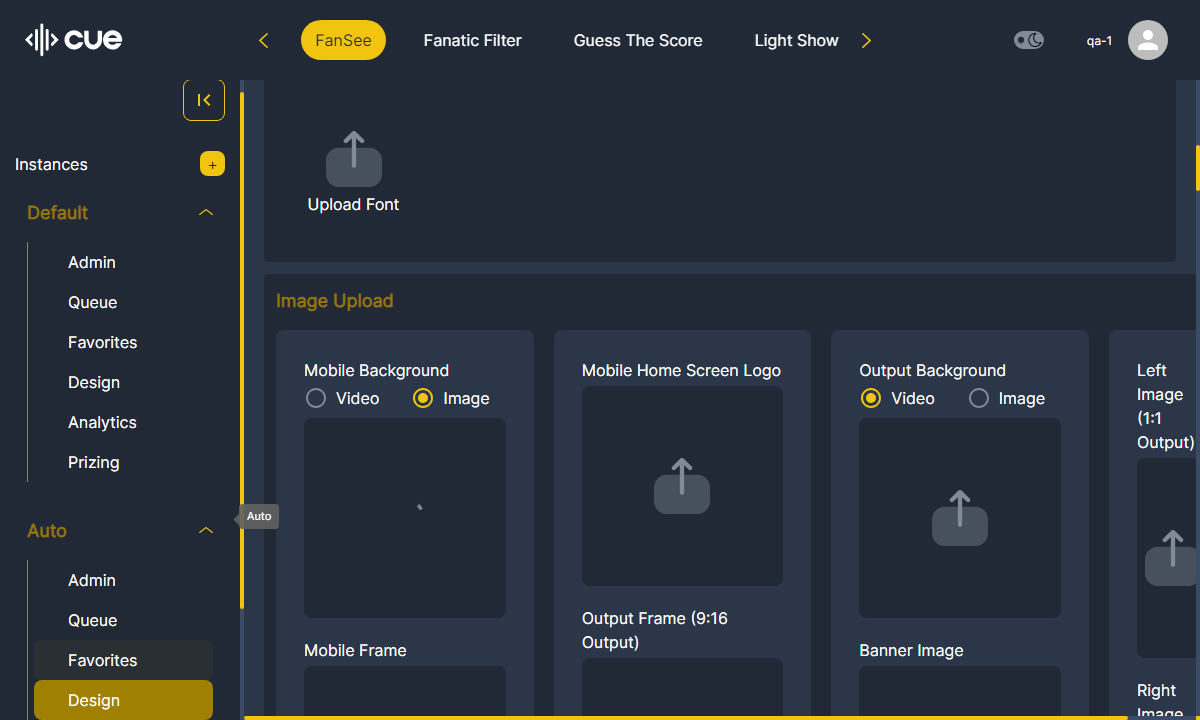 cue
FanSee
Fanatic Filter
Guess The Score
Light Show
qa-1
Instances
+
Default
Admin
Queue
Favorites
Design
Analytics
Prizing
Auto
Admin
Queue
Favorites
Design
Auto
Upload Font
Image Upload
Mobile Background
Video
Image
Mobile Frame
Mobile Home Screen Logo
Output Frame (9:16
Output)
Output Background
Video
Image
Banner Image
Left
Image
(1:1
Output)
Right
Image